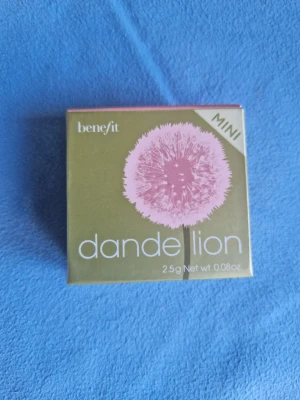 benefit
MINI
dandelion
2.5g Net wt. 0.08oz